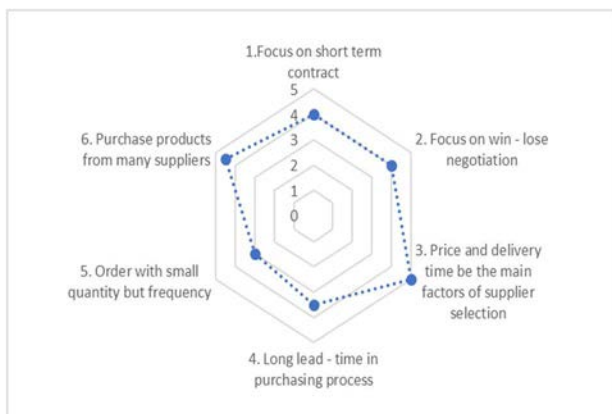 1.Focus on short term
contract
5
4
3
2
1
0
2. Focus on win - lose
negotiation
3. Price and delivery
time be the main
factors of supplier
selection
4. Long lead - time in
purchasing process
5. Order with small
quantity but frequency
6. Purchase products
from many suppliers